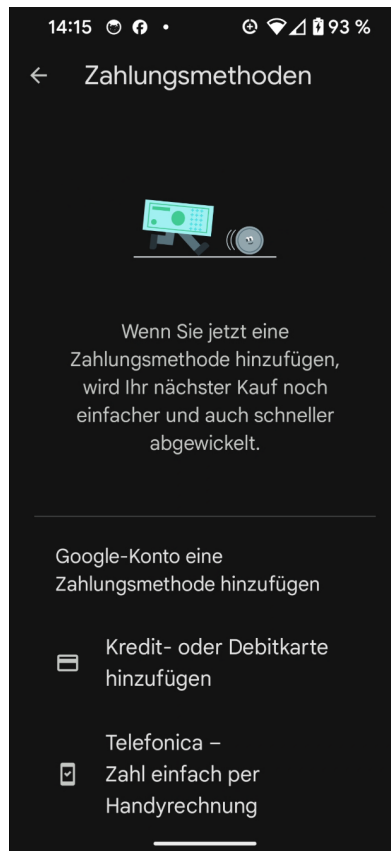 14:15 93 %
Zahlungsmethoden
Wenn Sie jetzt eine
Zahlungsmethode hinzufügen,
wird Ihr nächster Kauf noch
einfacher und auch schneller
abgewickelt.
Google-Konto eine
Zahlungsmethode hinzufügen
Kredit- oder Debitkarte
hinzufügen
Telefonica –
Zahl einfach per
Handyrechnung